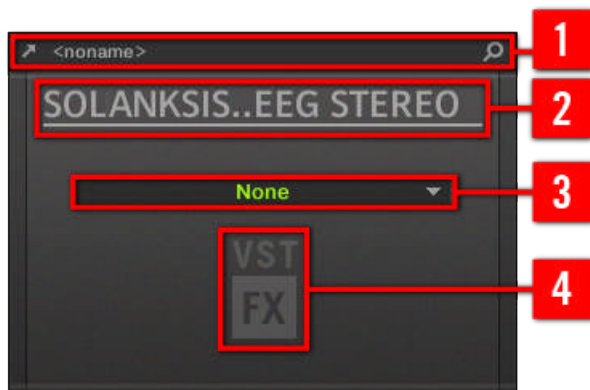 <noname>
1
SOLANKSIS..EEG STEREO
2
None
3
VST
FX
4